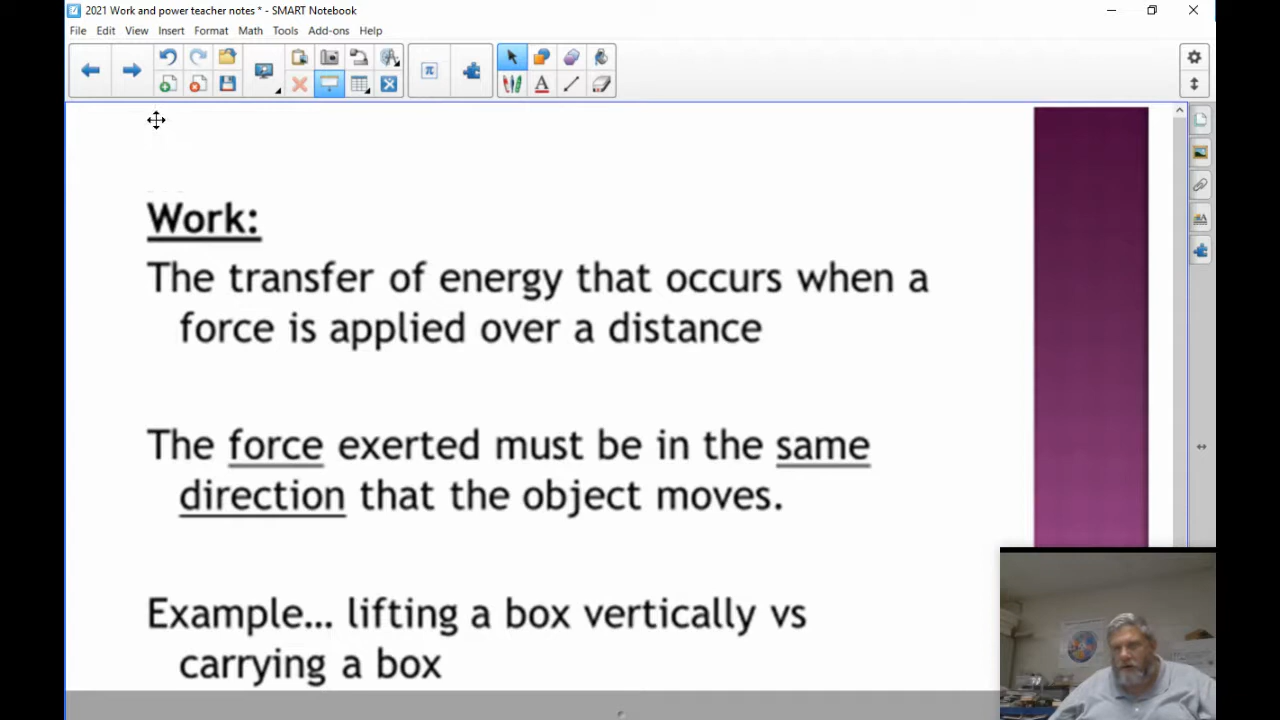 2021 Work and power teacher notes * - SMART Notebook
File Edit View Insert Format Math Tools Add-ons Help
π
A
Work:
The transfer of energy that occurs when a
force is applied over a distance
The force exerted must be in the same
direction that the object moves.
Example... lifting a box vertically vs
carrying a box